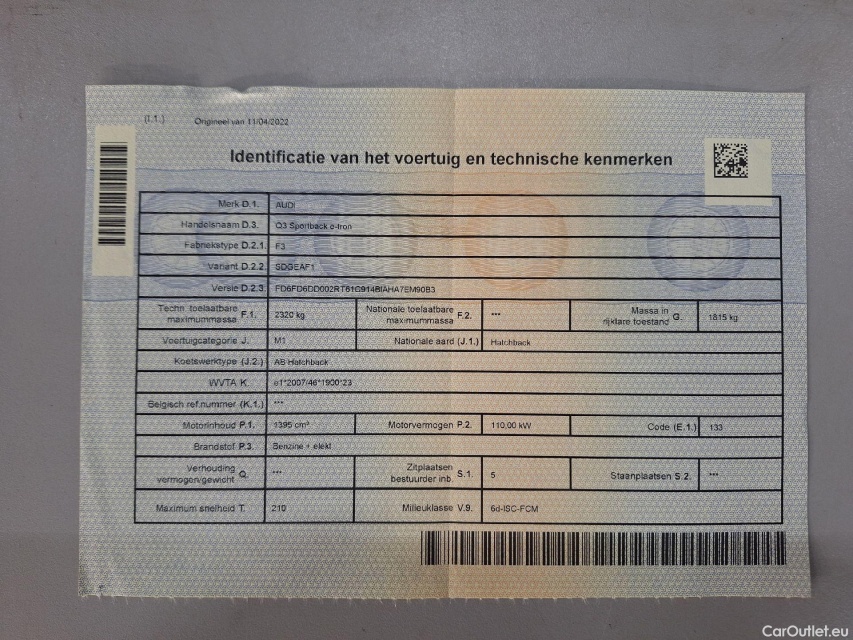 (I.1.) Origineel van 11/04/2022
Identificatie van het voertuig en technische kenmerken
Merk D.1. AUDI
Handelsnaam D.3. Q3 Sportback e-tron
Fabriekstype D.2.1. F3
Variant D.2.2. SDGEAF1
Versie D.2.3. FD6FD6DD002RT61G914BIAHA7EM90B3
Techn. toelaatbare maximummassa F.1. 2320 kg Nationale toelaatbare maximummassa F.2. *** Massa in rijklare toestand G. 1815 kg
Voertuigcategorie J. M1 Nationale aard (J.1.) Hatchback
Koetswerktype (J.2.) AB Hatchback
WVTA K. e1*2007/46*1900*23
Belgisch ref.nummer (K.1.) ***
Motorinhoud P.1. 1395 cm³ Motorvermogen P.2. 110,00 kW Code (E.1.) 133
Brandstof P.3. Benzine + elekt
Verhouding vermogen/gewicht Q. *** Zitplaatsen bestuurder inb. S.1. 5 Staanplaatsen S.2. ***
Maximum snelheid T. 210 Milieuklasse V.9. 6d-ISC-FCM
CarOutlet.eu